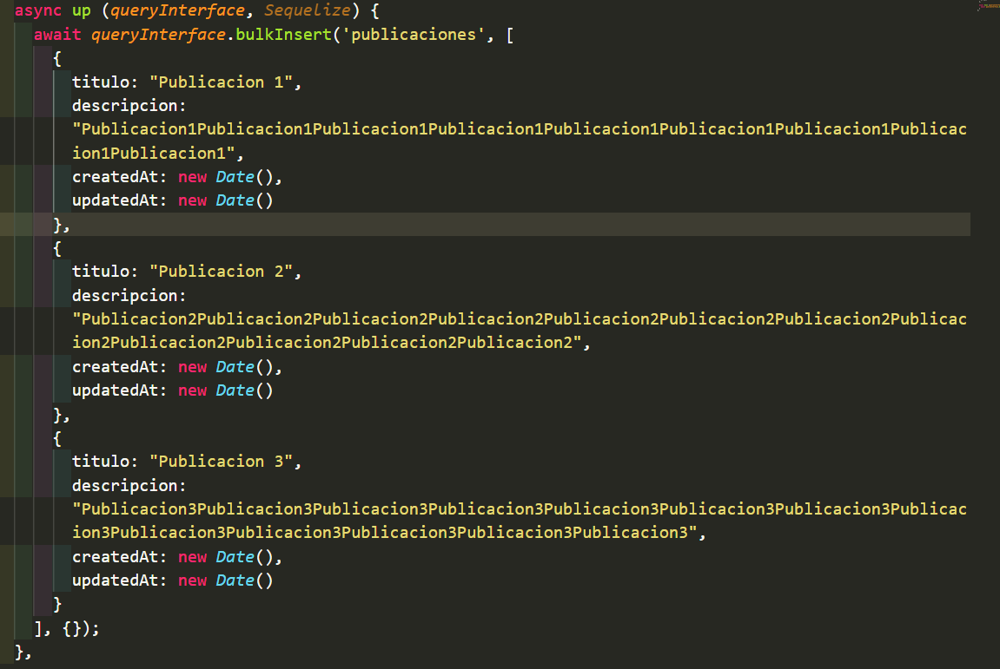 async up (queryInterface, Sequelize) {
await queryInterface.bulkInsert('publicaciones', [
{
titulo: "Publicacion 1",
descripcion:
"Publicacion1Publicacion1Publicacion1Publicacion1Publicacion1Publicacion1Publicacion1Publicac
ion1Publicacion1",
createdAt: new Date(),
updatedAt: new Date()
},
{
titulo: "Publicacion 2",
descripcion:
"Publicacion2Publicacion2Publicacion2Publicacion2Publicacion2Publicacion2Publicacion2Publicac
ion2Publicacion2Publicacion2Publicacion2Publicacion2",
createdAt: new Date(),
updatedAt: new Date()
},
{
titulo: "Publicacion 3",
descripcion:
"Publicacion3Publicacion3Publicacion3Publicacion3Publicacion3Publicacion3Publicacion3Publicac
ion3Publicacion3Publicacion3Publicacion3Publicacion3Publicacion3",
createdAt: new Date(),
updatedAt: new Date()
}
], {});
},